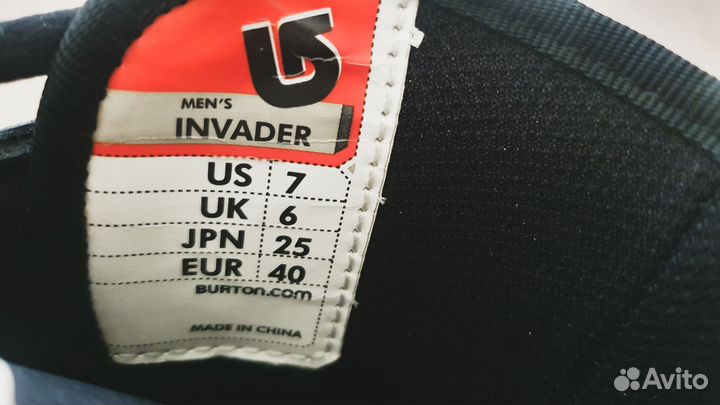 MEN'S
INVADER
US 7
UK 6
JPN 25
EUR 40
BURTON.COM
MADE IN CHINA
Avito